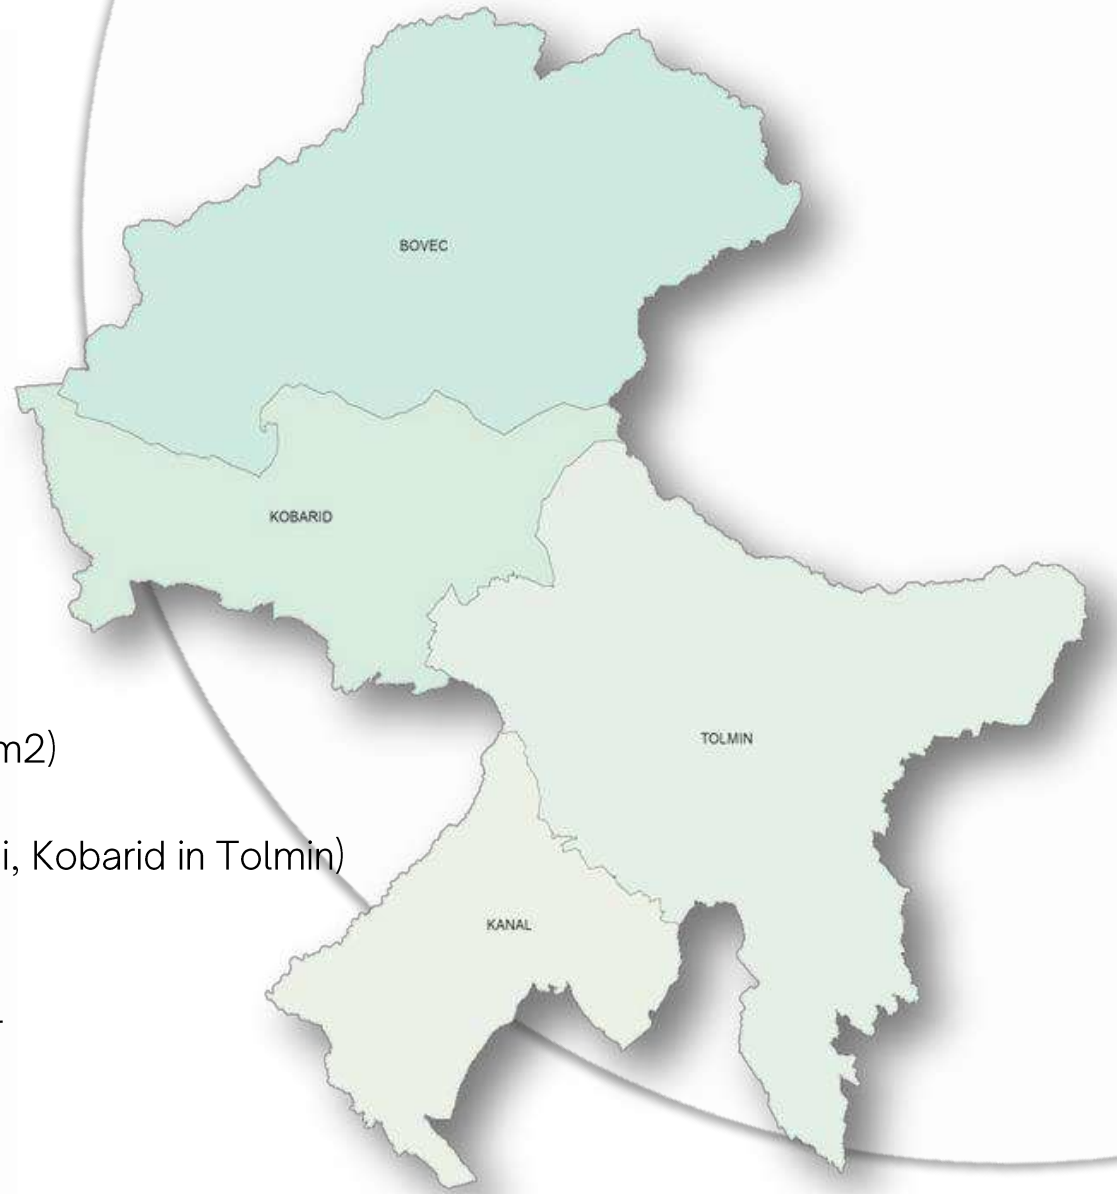 BOVEC
KOBARID
TOLMIN
m2)
i, Kobarid in Tolmin)
KANAL